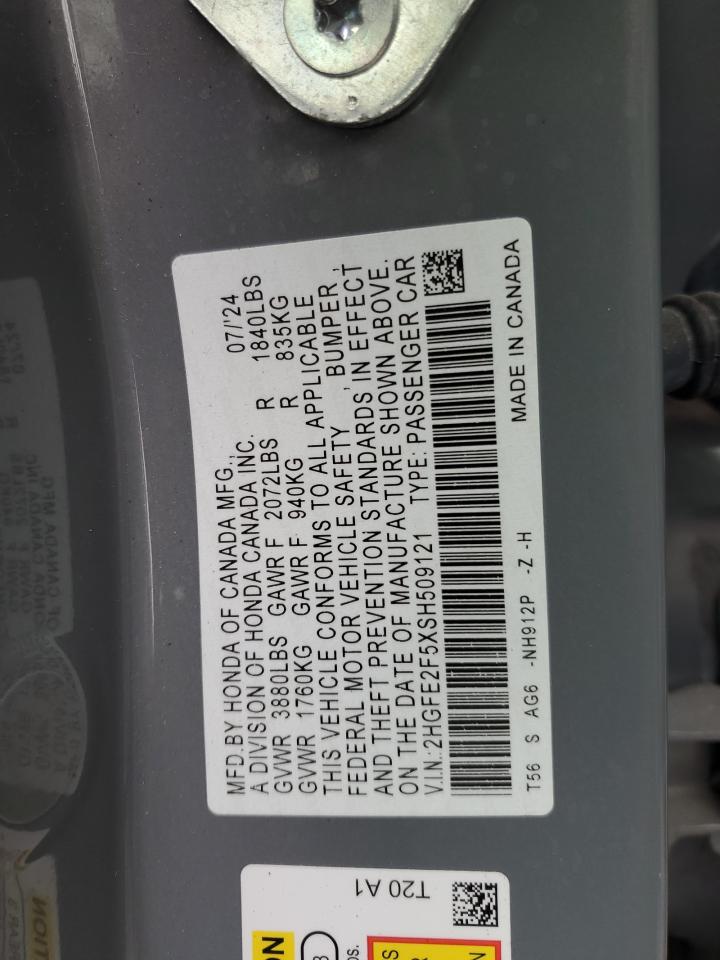 MFD.BY HONDA OF CANADA MFG., 07/'24
A DIVISION OF HONDA CANADA INC.
GVWR 3880LBS GAWR F 2072LBS R 1840LBS
GVWR 1760KG GAWR F 940KG R 835KG
THIS VEHICLE CONFORMS TO ALL APPLICABLE
FEDERAL MOTOR VEHICLE SAFETY , BUMPER ,
AND THEFT PREVENTION STANDARDS IN EFFECT
ON THE DATE OF MANUFACTURE SHOWN ABOVE.
V.I.N.: 2HGFE2F5XSH509121 TYPE: PASSENGER CAR
T56 S AG6 -NH912P -Z -H MADE IN CANADA
T20 A1